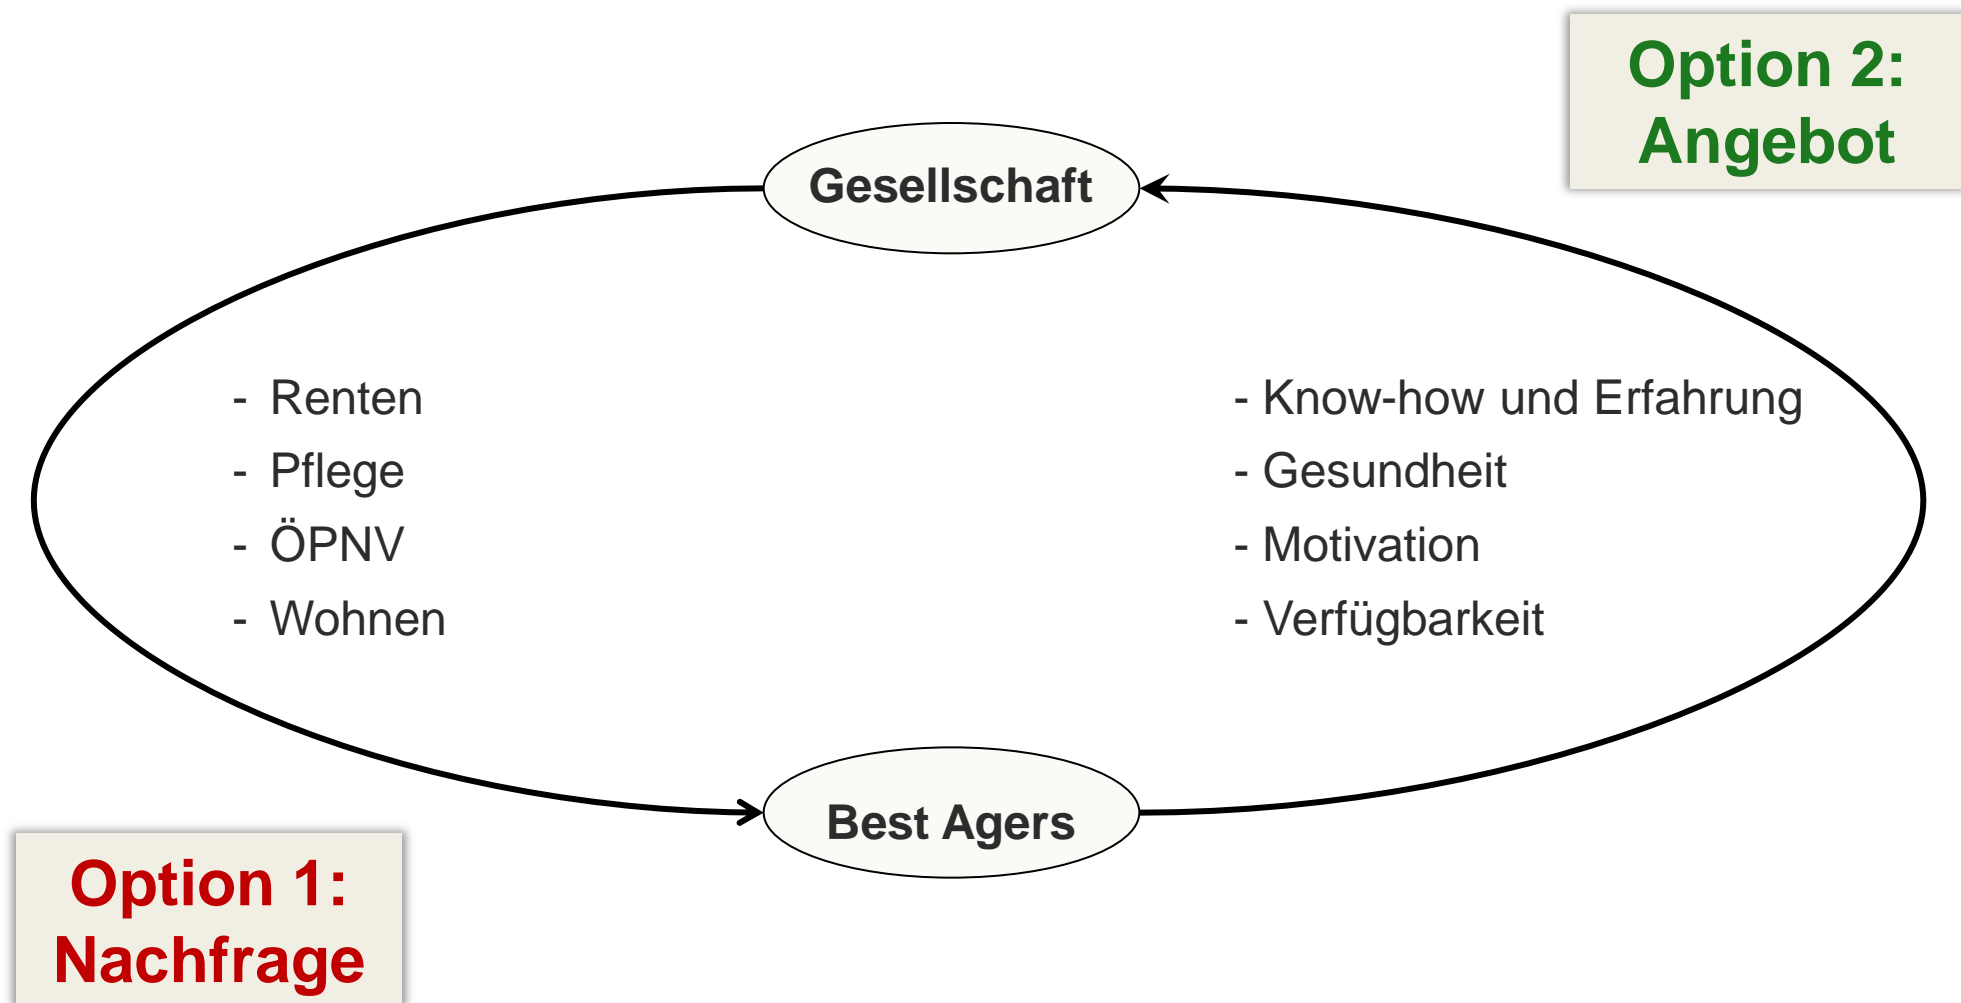 Option 2:
Angebot
Gesellschaft
- Renten
- Pflege
- ÖPNV
- Wohnen
- Know-how und Erfahrung
- Gesundheit
- Motivation
- Verfügbarkeit
Best Agers
Option 1:
Nachfrage